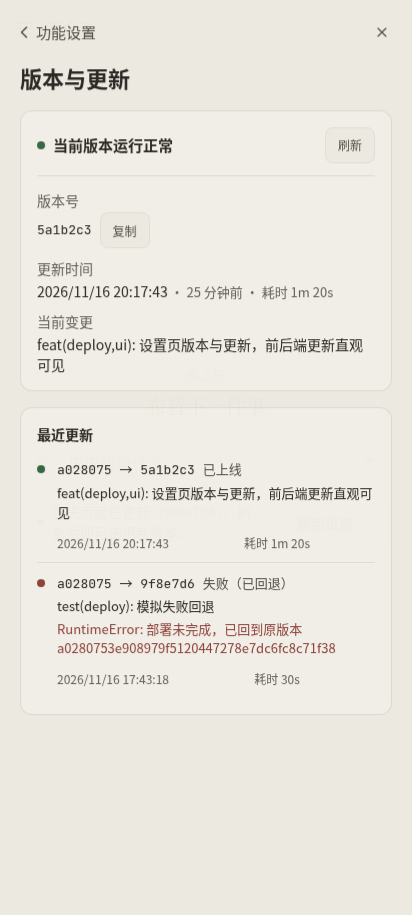 功能设置
版本与更新
当前版本运行正常
刷新
版本号
5a1b2c3
复制
更新时间
2026/11/16 20:17:43 · 25 分钟前 · 耗时 1m 20s
当前变更
feat(deploy,ui): 设置页版本与更新，前后端更新直观
可见
最近更新
a028075 → 5a1b2c3 已上线
feat(deploy,ui): 设置页版本与更新，前后端更新直观可
见
2026/11/16 20:17:43 耗时 1m 20s
a028075 → 9f8e7d6 失败（已回退）
test(deploy): 模拟失败回退
RuntimeError: 部署未完成，已回到原版本
a0280753e908979f5120447278e7dc6fc8c71f38
2026/11/16 17:43:18 耗时 30s